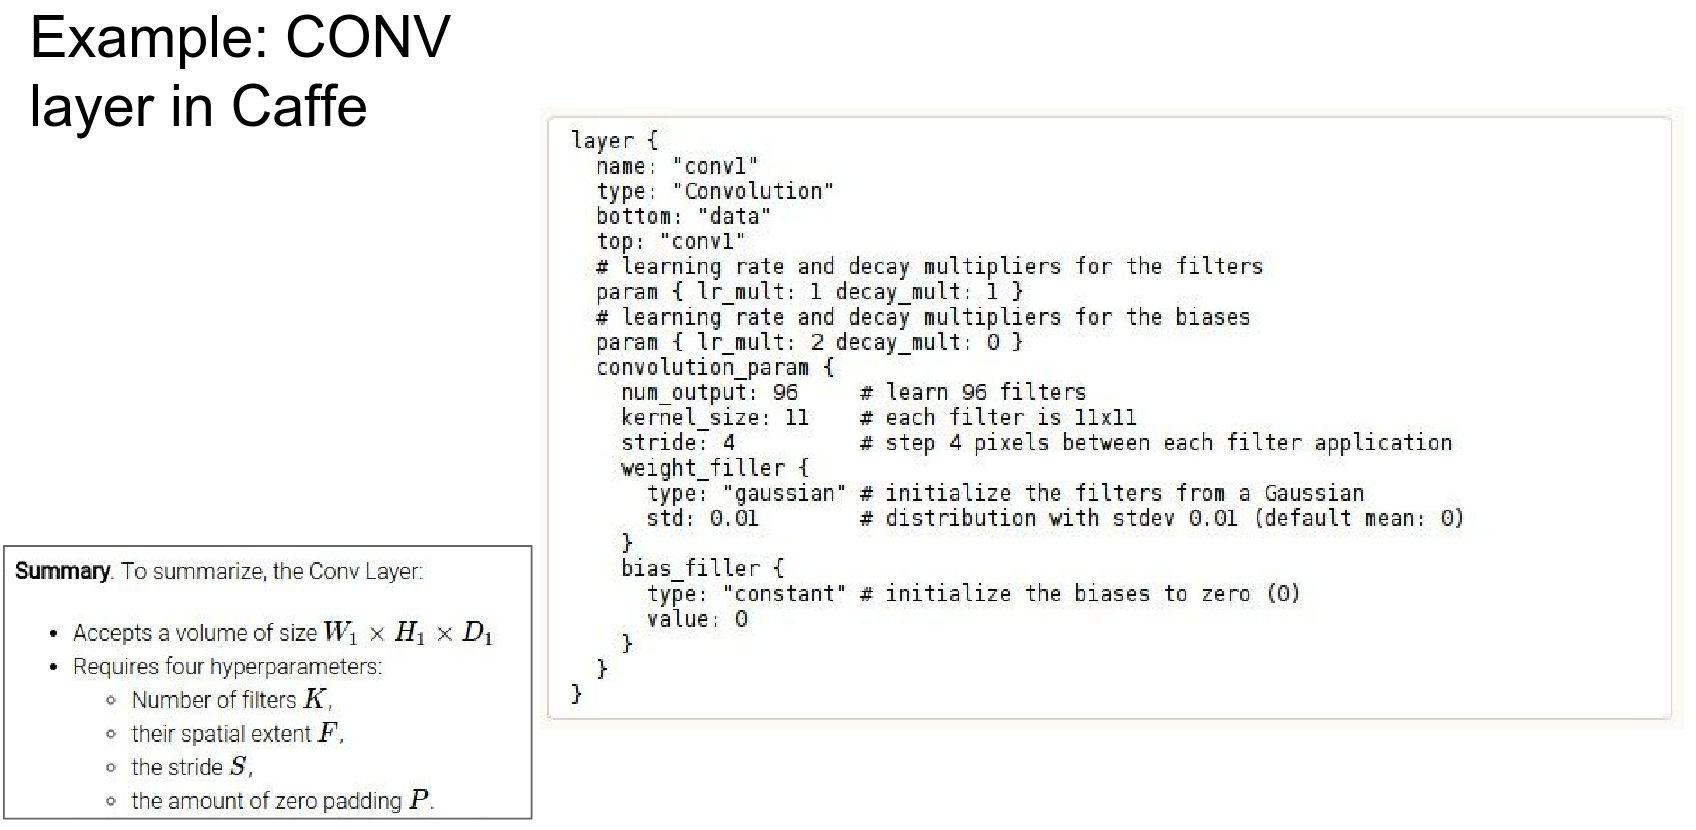 Example: CONV
layer in Caffe
layer {
  name: "conv1"
  type: "Convolution"
  bottom: "data"
  top: "conv1"
  # learning rate and decay multipliers for the filters
  param { lr_mult: 1 decay_mult: 1 }
  # learning rate and decay multipliers for the biases
  param { lr_mult: 2 decay_mult: 0 }
  convolution_param {
    num_output: 96     # learn 96 filters
    kernel_size: 11    # each filter is 11x11
    stride: 4          # step 4 pixels between each filter application
    weight_filler {
      type: "gaussian" # initialize the filters from a Gaussian
      std: 0.01        # distribution with stdev 0.01 (default mean: 0)
    }
    bias_filler {
      type: "constant" # initialize the biases to zero (0)
      value: 0
    }
  }
}
Summary. To summarize, the Conv Layer:
• Accepts a volume of size W₁ × H₁ × D₁
• Requires four hyperparameters:
◦ Number of filters K,
◦ their spatial extent F,
◦ the stride S,
◦ the amount of zero padding P.